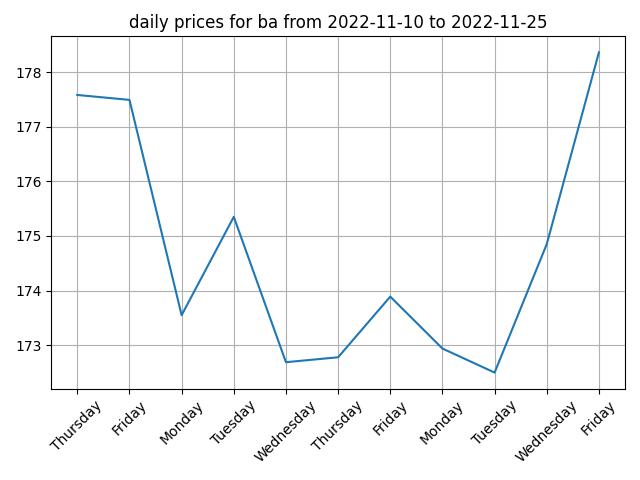 daily prices for ba from 2022-11-10 to 2022-11-25
178
177
176
175
174
173
Thursday
Friday
Monday
Tuesday
Wednesday
Thursday
Friday
Monday
Tuesday
Wednesday
Friday